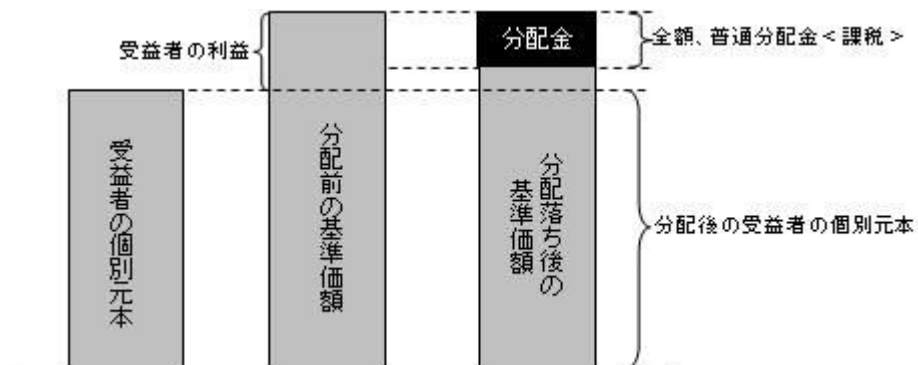 受益者の利益
分配金
全額、普通分配金<課税>
受益者の個別元本
分配前の基準価額
分配落ち後の
基準価額
分配後の受益者の個別元本